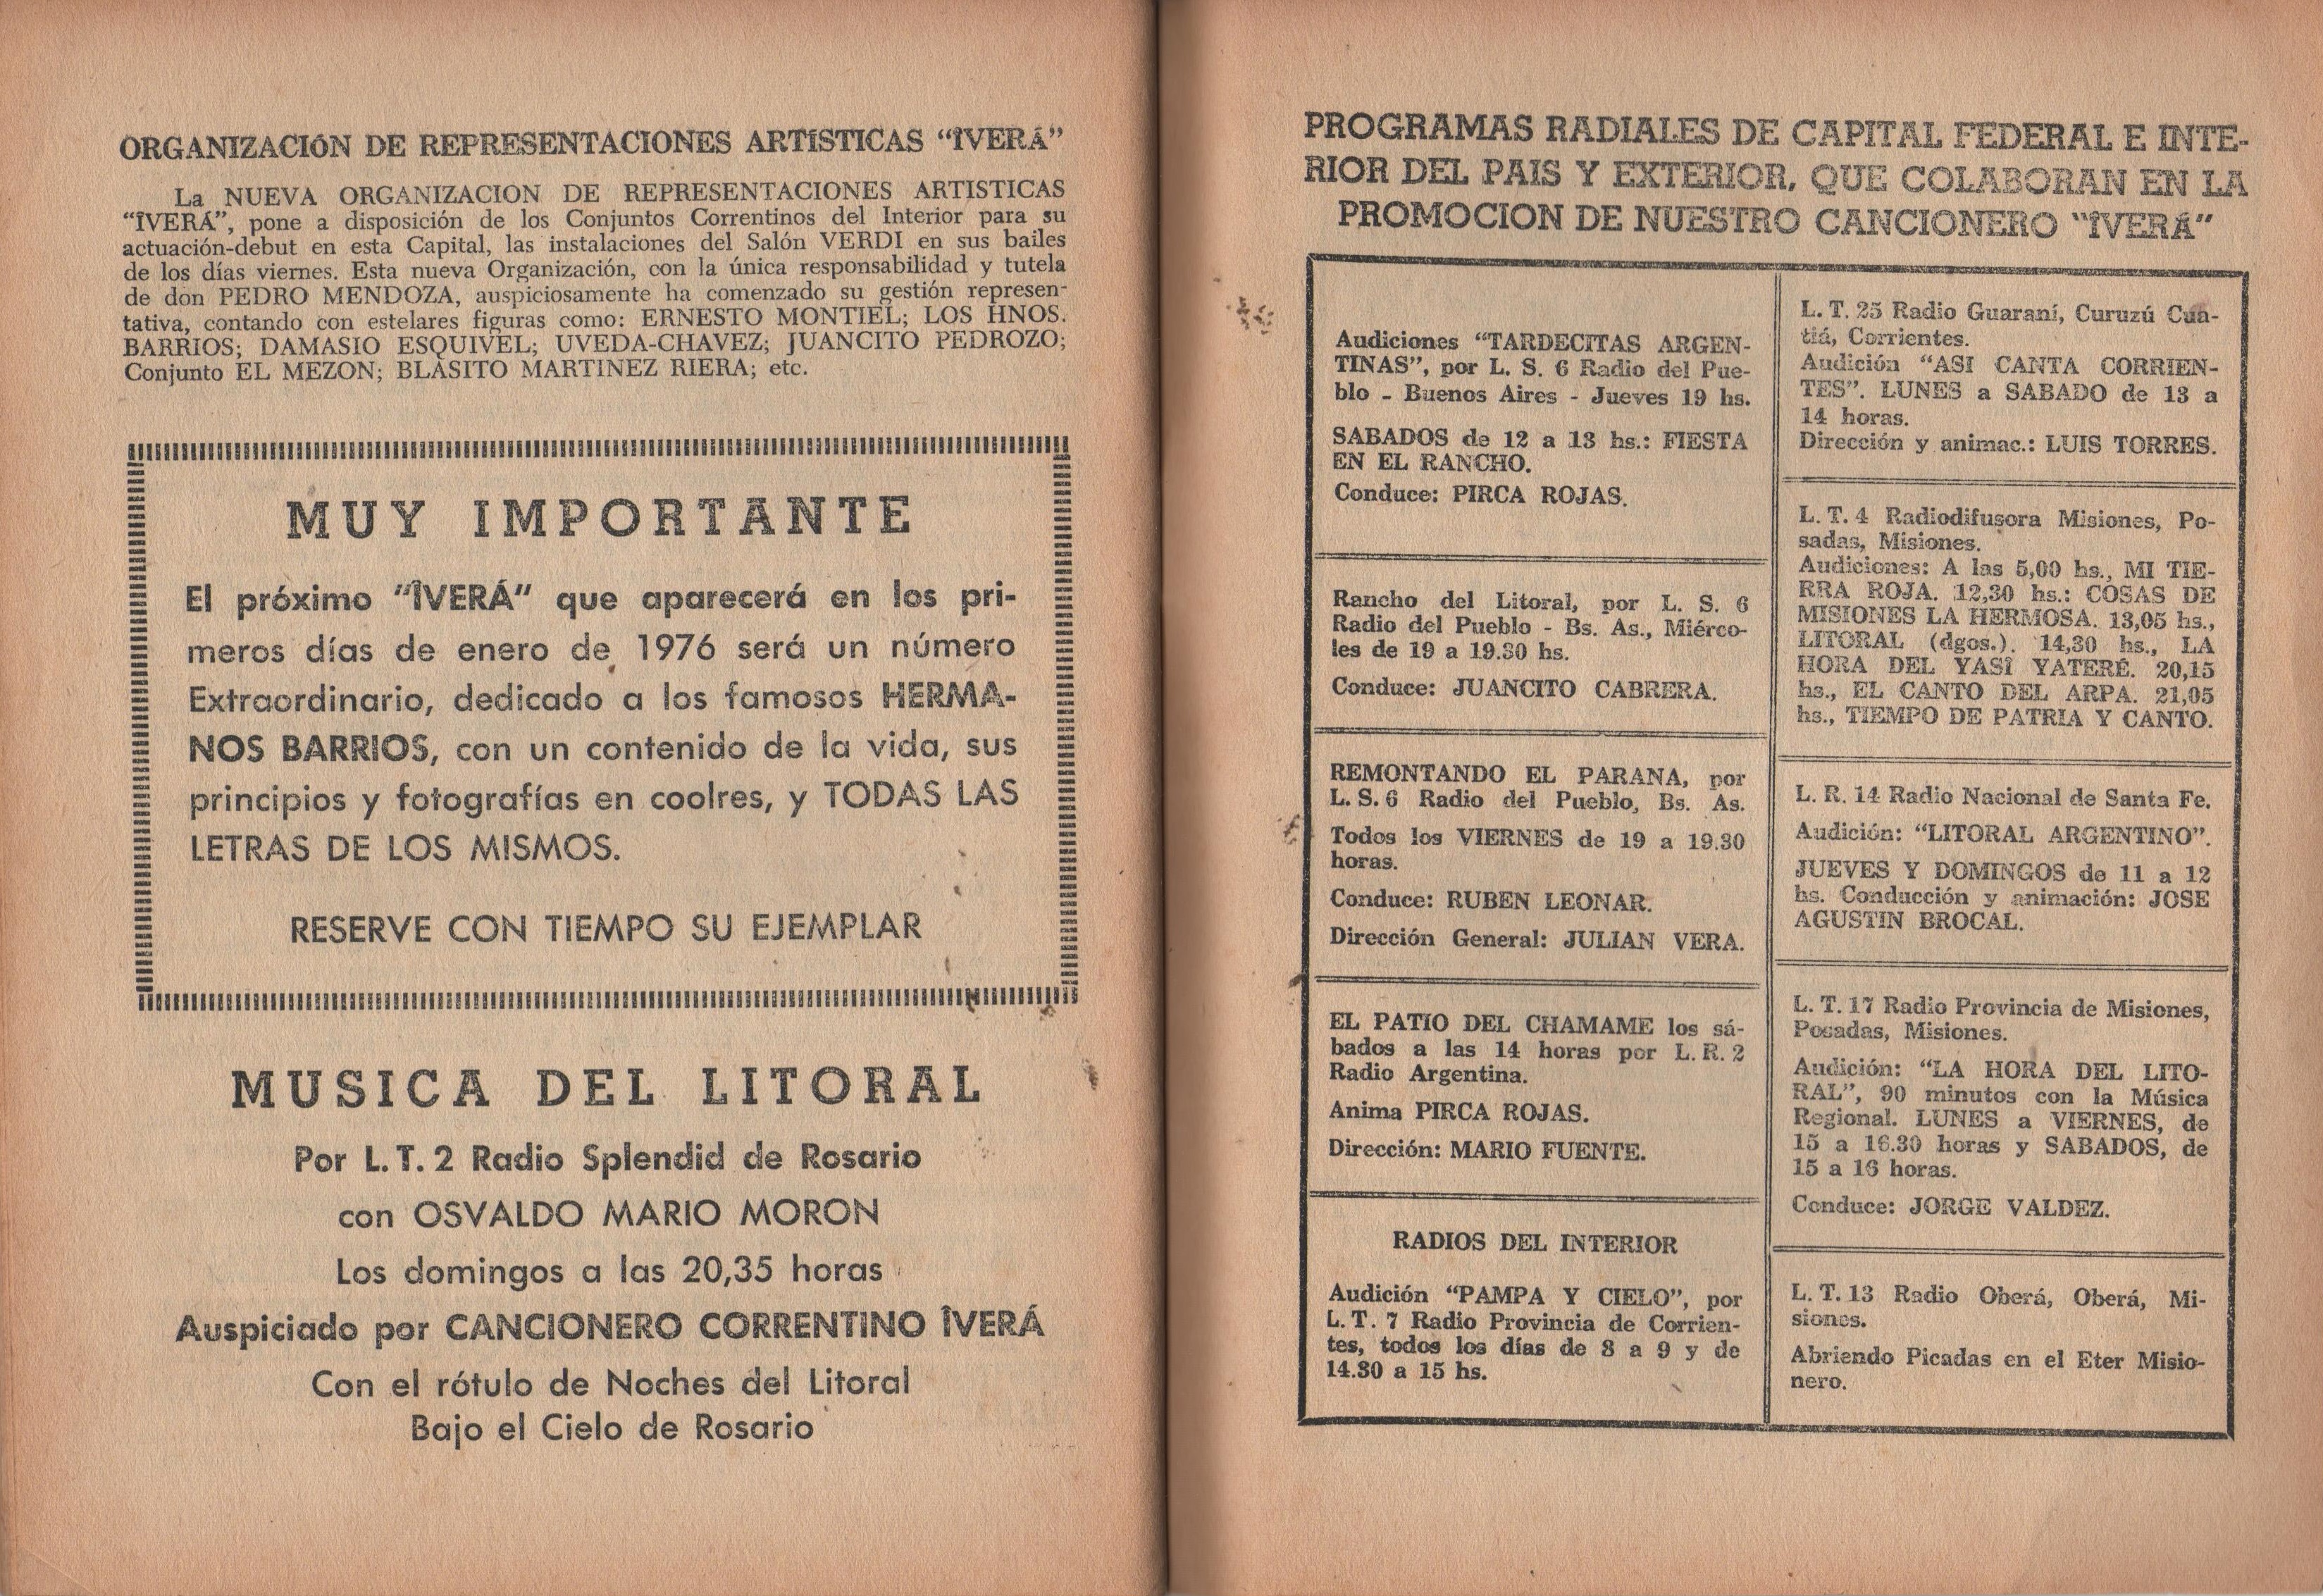 ORGANIZACIÓN DE REPRESENTACIONES ARTÍSTICAS “ÎVERÁ”
La NUEVA ORGANIZACION DE REPRESENTACIONES ARTISTICAS
“ÎVERÁ”, pone a disposición de los Conjuntos Correntinos del Interior para su
actuación-debut en esta Capital, las instalaciones del Salón VERDI en sus bailes
de los días viernes. Esta nueva Organización, con la única responsabilidad y tutela
de don PEDRO MENDOZA, auspiciosamente ha comenzado su gestión represen-
tativa, contando con estelares figuras como: ERNESTO MONTIEL; LOS HNOS.
BARRIOS; DAMASIO ESQUIVEL; UVEDA-CHAVEZ; JUANCITO PEDROZO;
Conjunto EL MEZON; BLASITO MARTINEZ RIERA; etc.
MUY IMPORTANTE
El próximo “ÎVERÁ” que aparecerá en los pri-
meros días de enero de 1976 será un número
Extraordinario, dedicado a los famosos HERMA-
NOS BARRIOS, con un contenido de la vida, sus
principios y fotografías en coolres, y TODAS LAS
LETRAS DE LOS MISMOS.
RESERVE CON TIEMPO SU EJEMPLAR
MUSICA DEL LITORAL
Por L. T. 2 Radio Splendid de Rosario
con OSVALDO MARIO MORON
Los domingos a las 20,35 horas
Auspiciado por CANCIONERO CORRENTINO ÎVERÁ
Con el rótulo de Noches del Litoral
Bajo el Cielo de Rosario
PROGRAMAS RADIALES DE CAPITAL FEDERAL E INTE-
RIOR DEL PAIS Y EXTERIOR, QUE COLABORAN EN LA
PROMOCION DE NUESTRO CANCIONERO “ÎVERÁ”
Audiciones “TARDECITAS ARGEN-
TINAS”, por L. S. 6 Radio del Pue-
blo - Buenos Aires - Jueves 19 hs.
SABADOS de 12 a 13 hs.: FIESTA
EN EL RANCHO.
Conduce: PIRCA ROJAS.
Rancho del Litoral, por L. S. 6
Radio del Pueblo - Bs. As., Miérco-
les de 19 a 19.30 hs.
Conduce: JUANCITO CABRERA.
REMONTANDO EL PARANA, por
L. S. 6 Radio del Pueblo, Bs. As.
Todos los VIERNES de 19 a 19.30
horas.
Conduce: RUBEN LEONAR.
Dirección General: JULIAN VERA.
EL PATIO DEL CHAMAME los sá-
bados a las 14 horas por L. R. 2
Radio Argentina.
Anima PIRCA ROJAS.
Dirección: MARIO FUENTE.
RADIOS DEL INTERIOR
Audición “PAMPA Y CIELO”, por
L. T. 7 Radio Provincia de Corrien-
tes, todos los días de 8 a 9 y de
14.30 a 15 hs.
L. T. 25 Radio Guaraní, Curuzú Cua-
tiá, Corrientes.
Audición “ASI CANTA CORRIEN-
TES”. LUNES a SABADO de 13 a
14 horas.
Dirección y animac.: LUIS TORRES.
L. T. 4 Radiodifusora Misiones, Po-
sadas, Misiones.
Audiciones: A las 5,00 hs., MI TIE-
RRA ROJA. 12,30 hs.: COSAS DE
MISIONES LA HERMOSA. 13,05 hs.,
LITORAL (dgos.). 14,30 hs., LA
HORA DEL YASÎ YATERÉ. 20,15
hs., EL CANTO DEL ARPA. 21,05
hs., TIEMPO DE PATRIA Y CANTO.
L. R. 14 Radio Nacional de Santa Fe.
Audición: “LITORAL ARGENTINO”.
JUEVES Y DOMINGOS de 11 a 12
hs. Conducción y animación: JOSE
AGUSTIN BROCAL.
L. T. 17 Radio Provincia de Misiones,
Posadas, Misiones.
Audición: “LA HORA DEL LITO-
RAL”, 90 minutos con la Música
Regional. LUNES a VIERNES, de
15 a 16.30 horas y SABADOS, de
15 a 16 horas.
Conduce: JORGE VALDEZ.
L. T. 13 Radio Oberá, Oberá, Mi-
siones.
Abriendo Picadas en el Eter Misio-
nero.